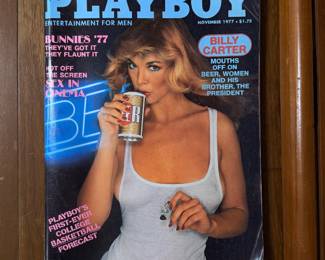 PLAYBOY
ENTERTAINMENT FOR MEN
NOVEMBER 1977 • $1.75
BUNNIES '77
THEY'VE GOT IT
THEY FLAUNT IT
HOT OFF
THE SCREEN
SEX IN
CINEMA
BILLY
CARTER
MOUTHS
OFF ON
BEER, WOMEN
AND HIS
BROTHER, THE
PRESIDENT
BE
PLAYBOY'S
FIRST-EVER
COLLEGE
BASKETBALL
FORECAST